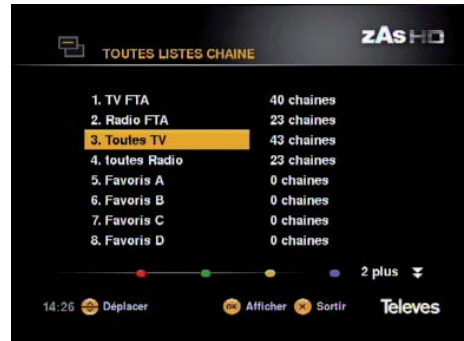 zAs HD
TOUTES LISTES CHAINE
1. TV FTA 40 chaines
2. Radio FTA 23 chaines
3. Toutes TV 43 chaines
4. toutes Radio 23 chaines
5. Favoris A 0 chaines
6. Favoris B 0 chaines
7. Favoris C 0 chaines
8. Favoris D 0 chaines
2 plus
14:26 Déplacer OK Afficher X Sortir Televes